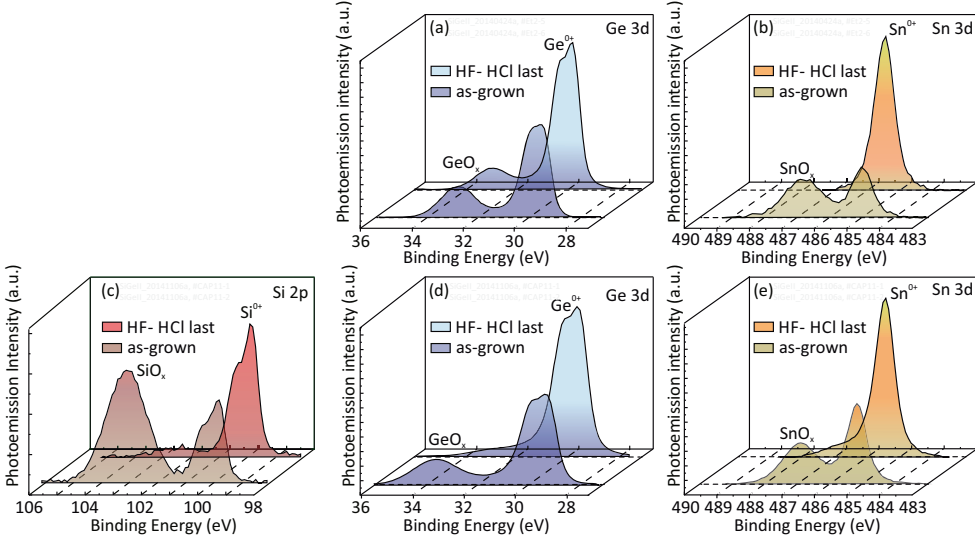 (a)
Ge 3d
Ge⁰⁺
HF- HCl last
as-grown
GeOₓ
Photoemission intensity (a.u.)
36 34 32 30 28
Binding Energy (eV)
(b)
Sn 3d
Sn⁰⁺
HF- HCl last
as-grown
SnOₓ
Photoemission intensity (a.u.)
490 489 488 487 486 485 484 483
Binding Energy (eV)
(c)
Si 2p
Si⁰⁺
HF- HCl last
as-grown
SiOₓ
Photoemission Intensity (a.u.)
106 104 102 100 98
Binding Energy (eV)
(d)
Ge 3d
Ge⁰⁺
HF- HCl last
as-grown
GeOₓ
Photoemission intensity (a.u.)
36 34 32 30 28
Binding Energy (eV)
(e)
Sn 3d
Sn⁰⁺
HF- HCl last
as-grown
SnOₓ
Photoemission intensity (a.u.)
490 489 488 487 486 485 484 483
Binding Energy (eV)